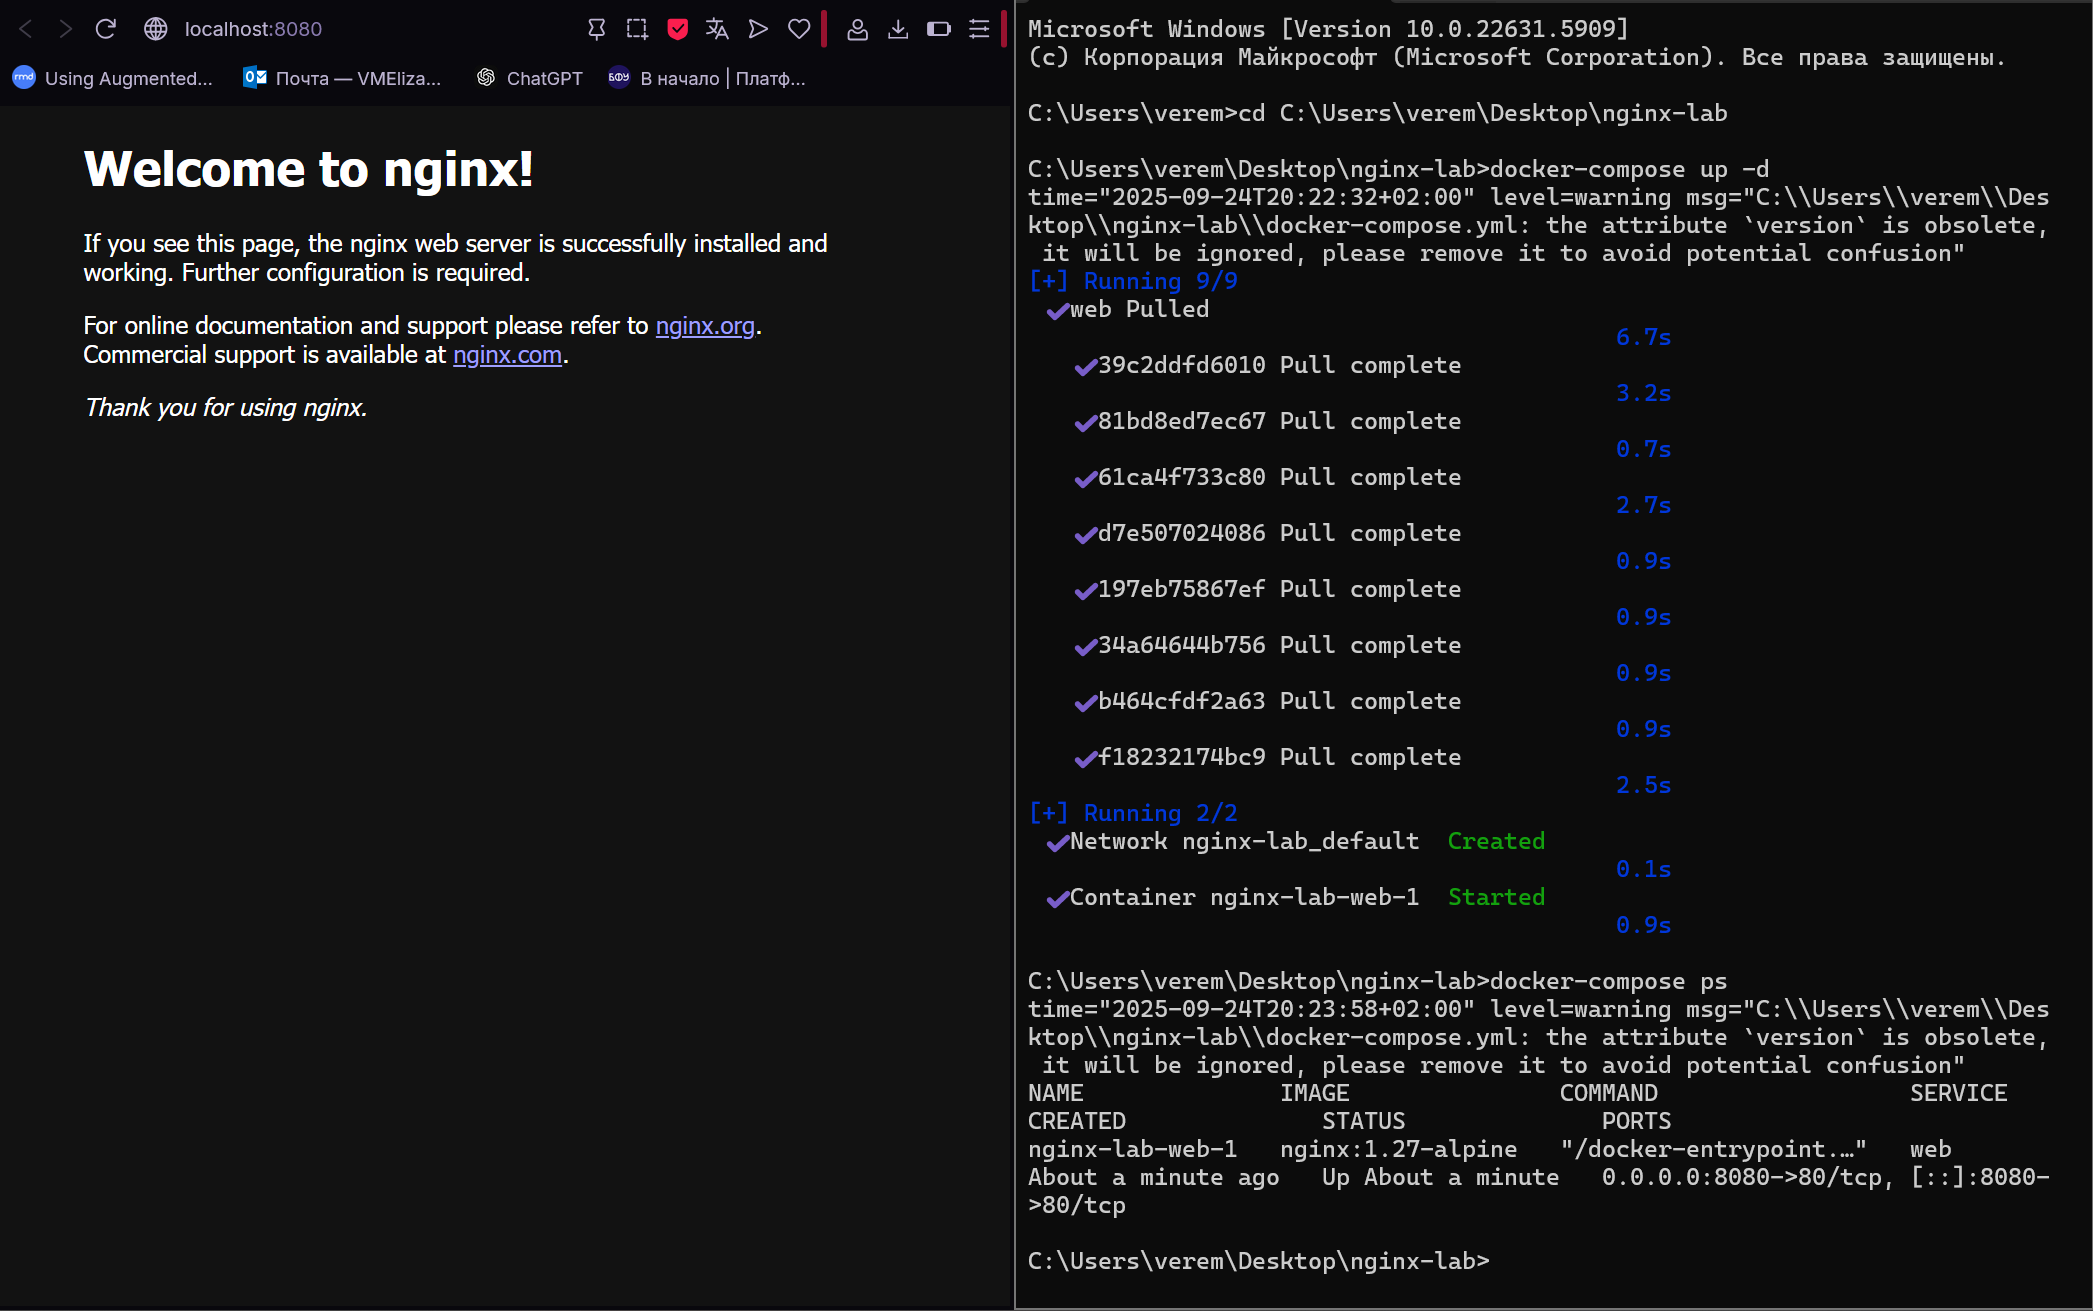 localhost:8080
Using Augmented...
Почта — VMEliza...
ChatGPT
В начало | Платф...
Welcome to nginx!
If you see this page, the nginx web server is successfully installed and
working. Further configuration is required.
For online documentation and support please refer to nginx.org.
Commercial support is available at nginx.com.
Thank you for using nginx.
Microsoft Windows [Version 10.0.22631.5909]
(c) Корпорация Майкрософт (Microsoft Corporation). Все права защищены.
C:\Users\verem>cd C:\Users\verem\Desktop\nginx-lab
C:\Users\verem\Desktop\nginx-lab>docker-compose up -d
time="2025-09-24T20:22:32+02:00" level=warning msg="C:\\Users\\verem\\Des
ktop\\nginx-lab\\docker-compose.yml: the attribute `version` is obsolete,
it will be ignored, please remove it to avoid potential confusion"
[+] Running 9/9
✔web Pulled
6.7s
✔39c2ddfd6010 Pull complete
3.2s
✔81bd8ed7ec67 Pull complete
0.7s
✔61ca4f733c80 Pull complete
2.7s
✔d7e507024086 Pull complete
0.9s
✔197eb75867ef Pull complete
0.9s
✔34a64644b756 Pull complete
0.9s
✔b464cfdf2a63 Pull complete
0.9s
✔f18232174bc9 Pull complete
2.5s
[+] Running 2/2
✔Network nginx-lab_default Created
0.1s
✔Container nginx-lab-web-1 Started
0.9s
C:\Users\verem\Desktop\nginx-lab>docker-compose ps
time="2025-09-24T20:23:58+02:00" level=warning msg="C:\\Users\\verem\\Des
ktop\\nginx-lab\\docker-compose.yml: the attribute `version` is obsolete,
it will be ignored, please remove it to avoid potential confusion"
NAME IMAGE COMMAND SERVICE
CREATED STATUS PORTS
nginx-lab-web-1 nginx:1.27-alpine "/docker-entrypoint.…" web
About a minute ago Up About a minute 0.0.0.0:8080->80/tcp, [::]:8080-
>80/tcp
C:\Users\verem\Desktop\nginx-lab>